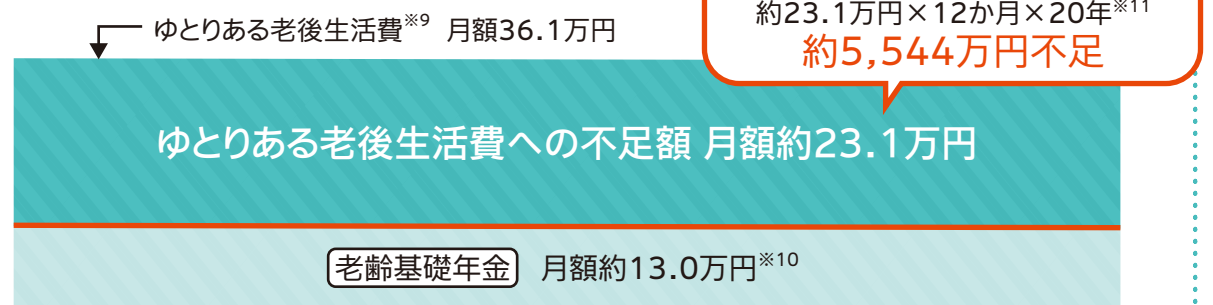 約23.1万円×12か月×20年※11
約5,544万円不足
ゆとりある老後生活費※9 月額36.1万円
ゆとりある老後生活費への不足額 月額約23.1万円
老齢基礎年金 月額約13.0万円※10